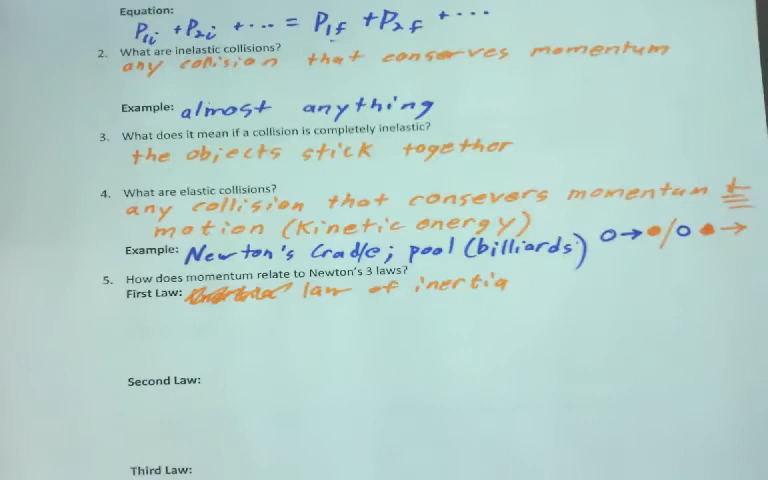 Equation:
P1i + P2i + ... = P1f + P2f + ...
2. What are inelastic collisions?
any collision that conserves momentum
Example: almost anything
3. What does it mean if a collision is completely inelastic?
the objects stick together
4. What are elastic collisions?
any collision that consevers momentum +
motion (kinetic energy)
Example: Newton's Cradle; pool (billiards)
5. How does momentum relate to Newton's 3 laws?
First Law: law of inertia
Second Law:
Third Law: